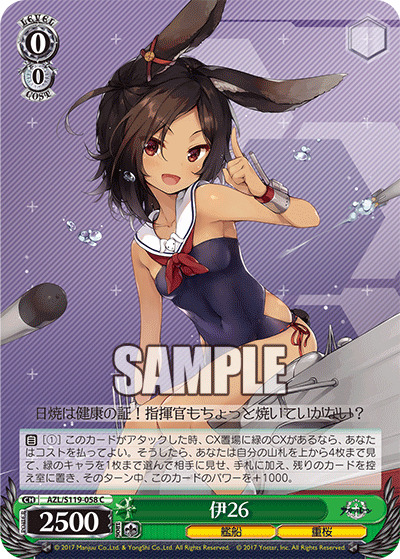 LEVEL
0
0
COST
SAMPLE
日焼は健康の証！指揮官もちょっと焼いていかない？
自【①】このカードがアタックした時、CX置場に緑のCXがあるなら、あなた
はコストを払ってよい。そうしたら、あなたは自分の山札を上から4枚まで見
て、緑のキャラを1枚まで選んで相手に見せ、手札に加え、残りのカードを控
え室に置き、そのターン中、このカードのパワーを+1000。
CH AZL/S119-058 C
2500
伊26
艦船 重桜
© 2017 Manjuu Co.,Ltd. & YongShi Co.,Ltd. All Rights Reserved. © 2017 Yostar, Inc. All Rights Reserved.